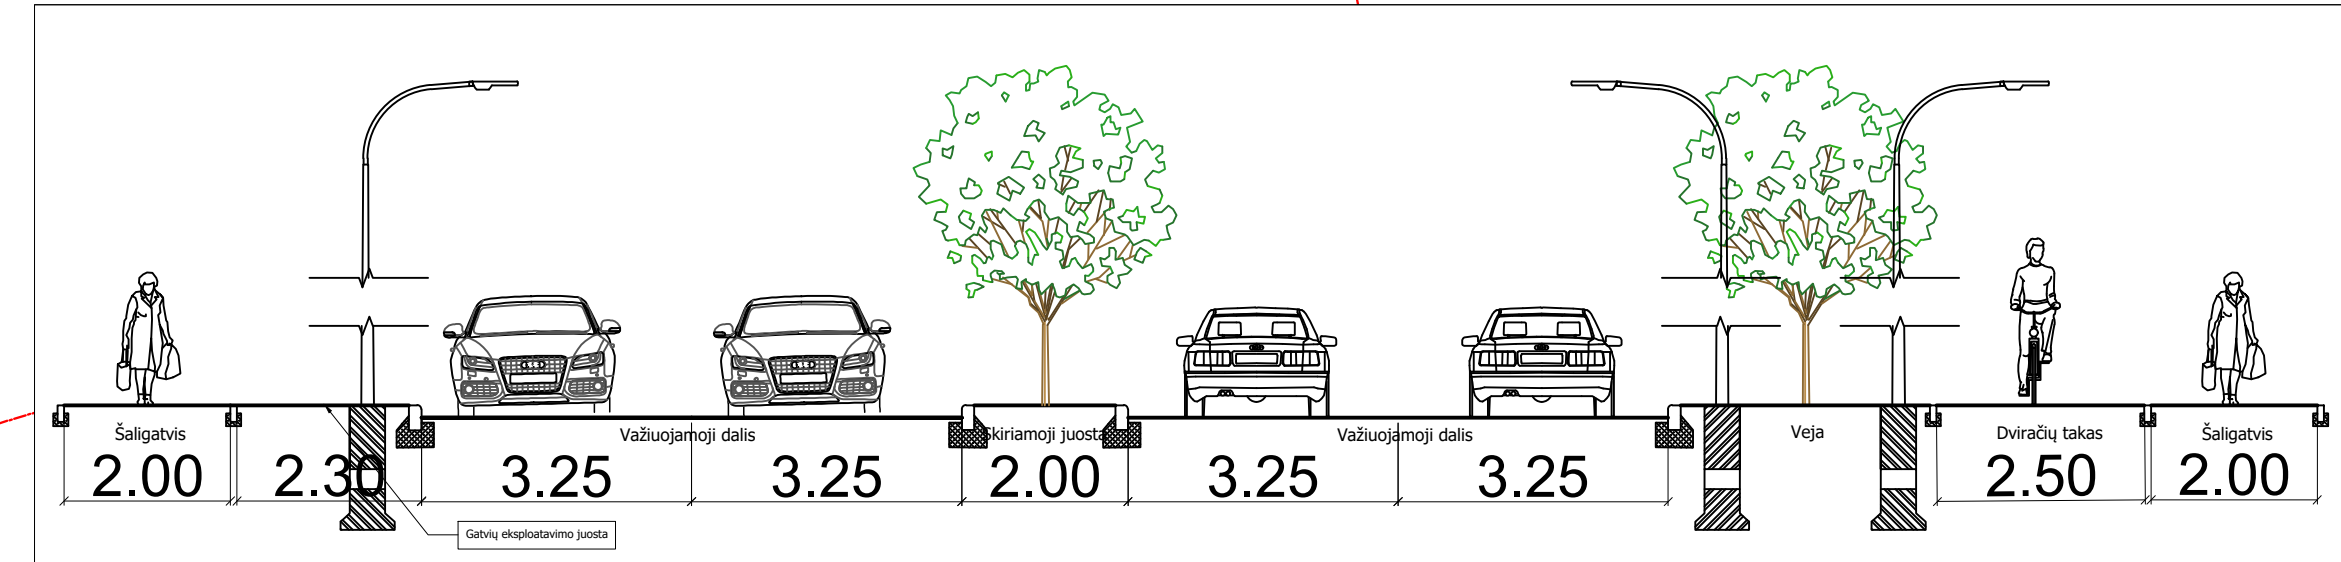 Šaligatvis
Važiuojamoji dalis
Skiriamoji juosta
Važiuojamoji dalis
Veja
Dviračių takas
Šaligatvis
2.00
2.30
3.25
3.25
2.00
3.25
3.25
2.50
2.00
Gatvių eksploatavimo juosta